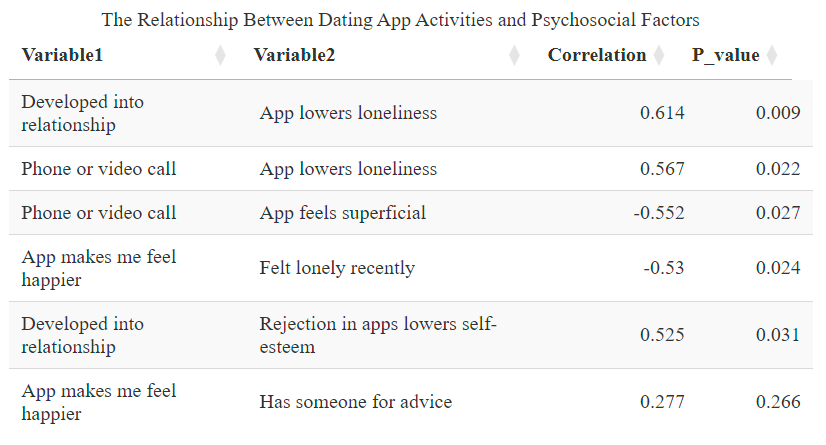 The Relationship Between Dating App Activities and Psychosocial Factors
Variable1 Variable2 Correlation P_value
Developed into
relationship App lowers loneliness 0.614 0.009
Phone or video call App lowers loneliness 0.567 0.022
Phone or video call App feels superficial -0.552 0.027
App makes me feel
happier Felt lonely recently -0.53 0.024
Developed into
relationship Rejection in apps lowers self-
esteem 0.525 0.031
App makes me feel
happier Has someone for advice 0.277 0.266